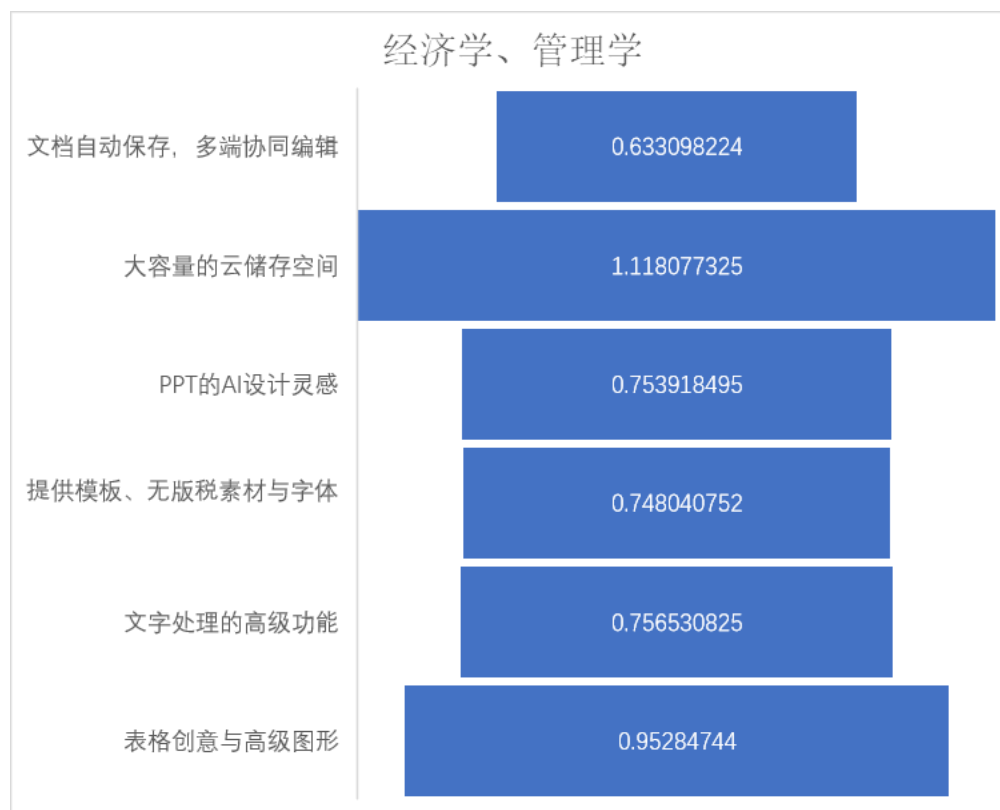 经济学、管理学
文档自动保存，多端协同编辑
0.633098224
大容量的云储存空间
1.118077325
PPT的AI设计灵感
0.753918495
提供模板、无版税素材与字体
0.748040752
文字处理的高级功能
0.756530825
表格创意与高级图形
0.95284744